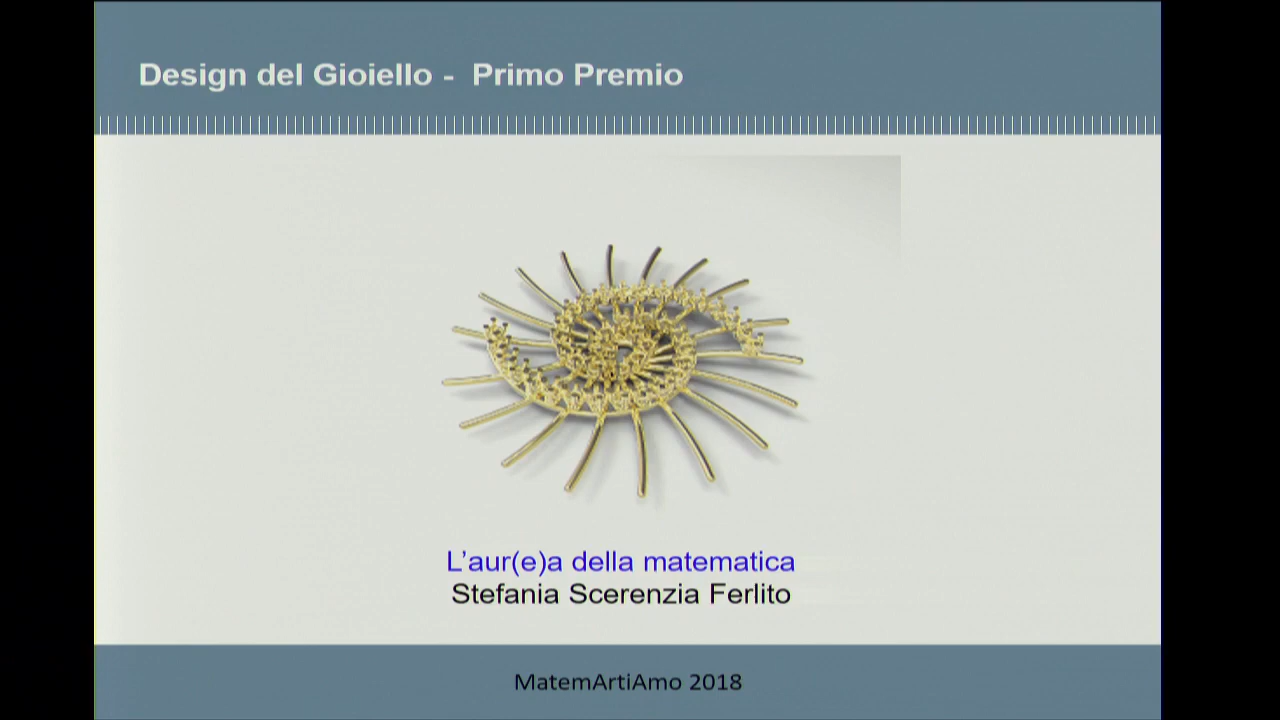 Design del Gioiello - Primo Premio
L'aur(e)a della matematica
Stefania Scerenzia Ferlito
MatemArtiAmo 2018